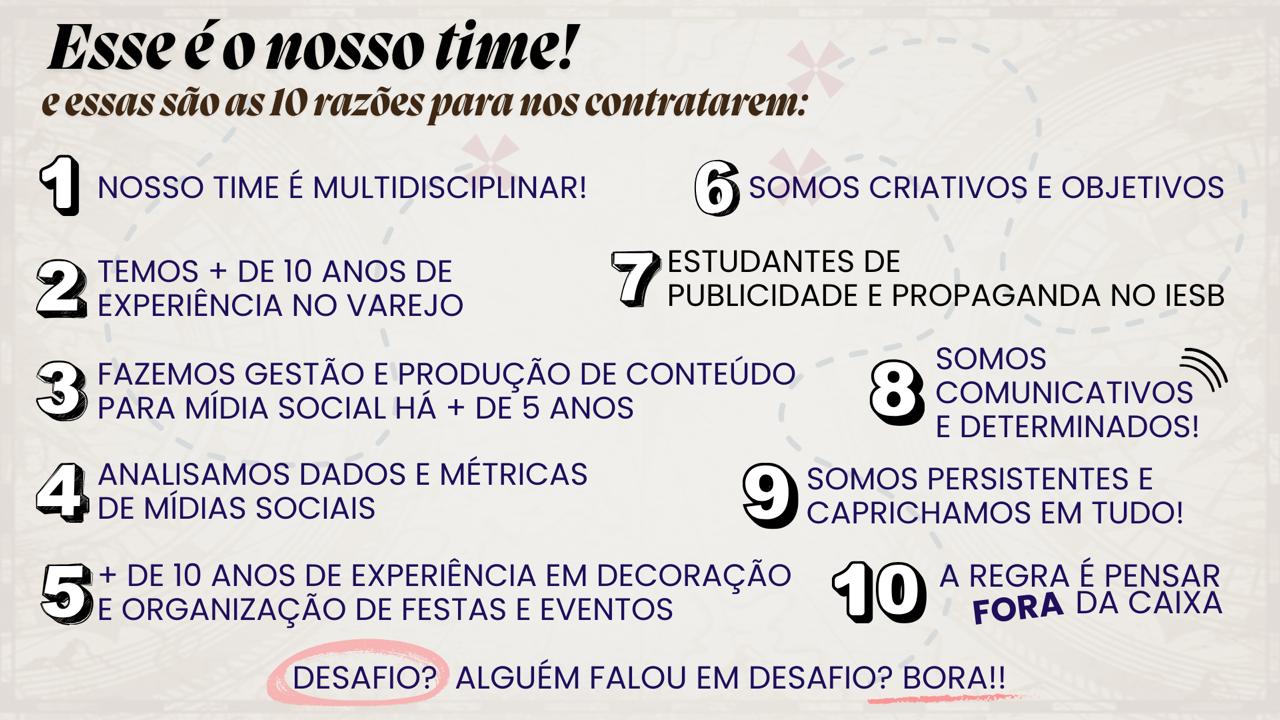 Esse é o nosso time!
e essas são as 10 razões para nos contratarem:
1 NOSSO TIME É MULTIDISCIPLINAR!
2 TEMOS + DE 10 ANOS DE
EXPERIÊNCIA NO VAREJO
3 FAZEMOS GESTÃO E PRODUÇÃO DE CONTEÚDO
PARA MÍDIA SOCIAL HÁ + DE 5 ANOS
4 ANALISAMOS DADOS E MÉTRICAS
DE MÍDIAS SOCIAIS
5 + DE 10 ANOS DE EXPERIÊNCIA EM DECORAÇÃO
E ORGANIZAÇÃO DE FESTAS E EVENTOS
6 SOMOS CRIATIVOS E OBJETIVOS
7 ESTUDANTES DE
PUBLICIDADE E PROPAGANDA NO IESB
8 SOMOS
COMUNICATIVOS
E DETERMINADOS!
9 SOMOS PERSISTENTES E
CAPRICHAMOS EM TUDO!
10 A REGRA É PENSAR
FORA DA CAIXA
DESAFIO? ALGUÉM FALOU EM DESAFIO? BORA!!